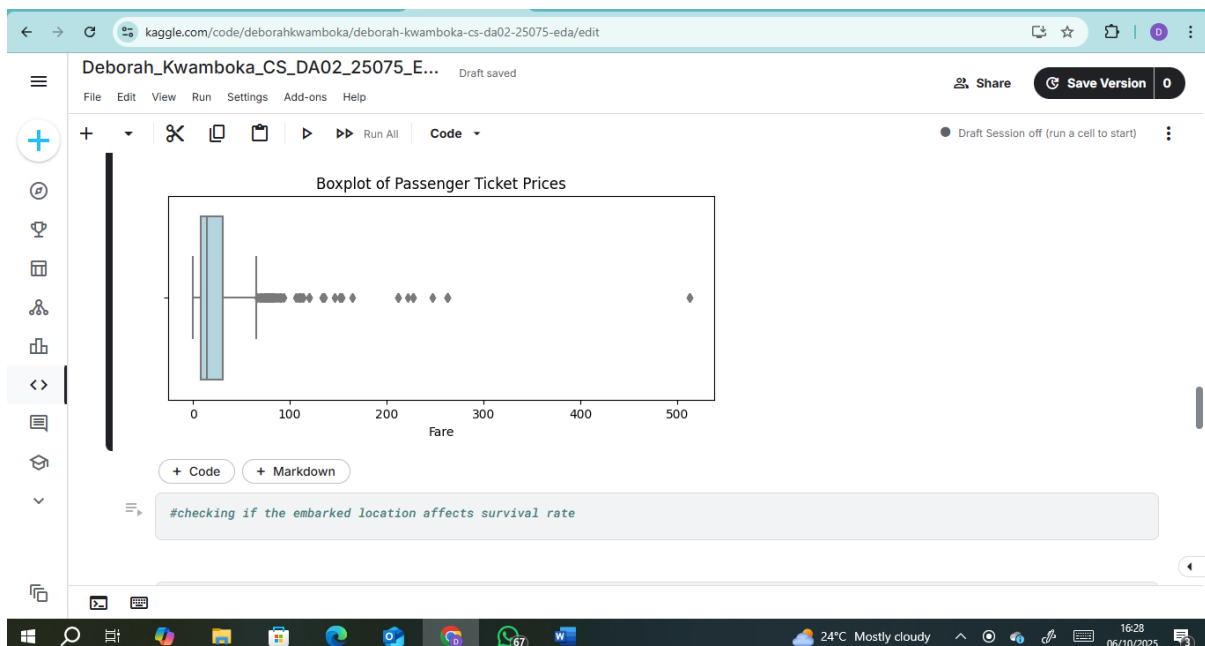 kaggle.com/code/deborahkwamboka/deborah-kwamboka-cs-da02-25075-eda/edit
D
Deborah_Kwamboka_CS_DA02_25075_E... Draft saved
Share
Save Version 0
File Edit View Run Settings Add-ons Help
Run All Code
Draft Session off (run a cell to start)
Boxplot of Passenger Ticket Prices
0 100 200 300 400 500
Fare
+ Code + Markdown
#checking if the embarked location affects survival rate
67
24°C Mostly cloudy
16:28
06/10/2025
3